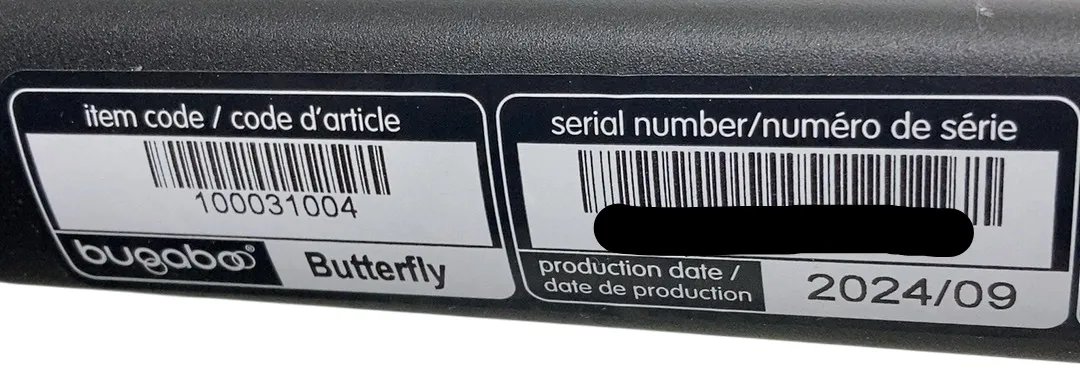 item code / code d'article
100031004
bugaboo®
Butterfly
serial number/numéro de série
production date /
date de production
2024/09